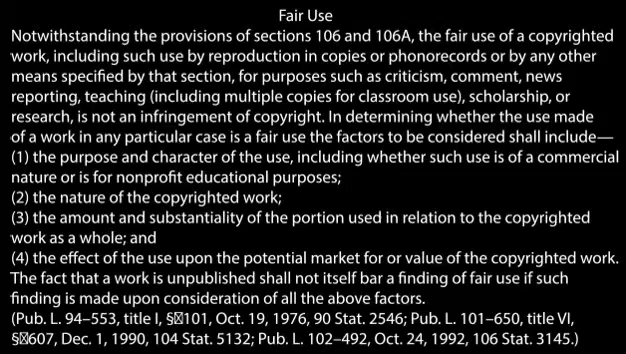 Fair Use
Notwithstanding the provisions of sections 106 and 106A, the fair use of a copyrighted
work, including such use by reproduction in copies or phonorecords or by any other
means specified by that section, for purposes such as criticism, comment, news
reporting, teaching (including multiple copies for classroom use), scholarship, or
research, is not an infringement of copyright. In determining whether the use made
of a work in any particular case is a fair use the factors to be considered shall include—
(1) the purpose and character of the use, including whether such use is of a commercial
nature or is for nonprofit educational purposes;
(2) the nature of the copyrighted work;
(3) the amount and substantiality of the portion used in relation to the copyrighted
work as a whole; and
(4) the effect of the use upon the potential market for or value of the copyrighted work.
The fact that a work is unpublished shall not itself bar a finding of fair use if such
finding is made upon consideration of all the above factors.
(Pub. L. 94–553, title I, §☒101, Oct. 19, 1976, 90 Stat. 2546; Pub. L. 101–650, title VI,
§☒607, Dec. 1, 1990, 104 Stat. 5132; Pub. L. 102–492, Oct. 24, 1992, 106 Stat. 3145.)